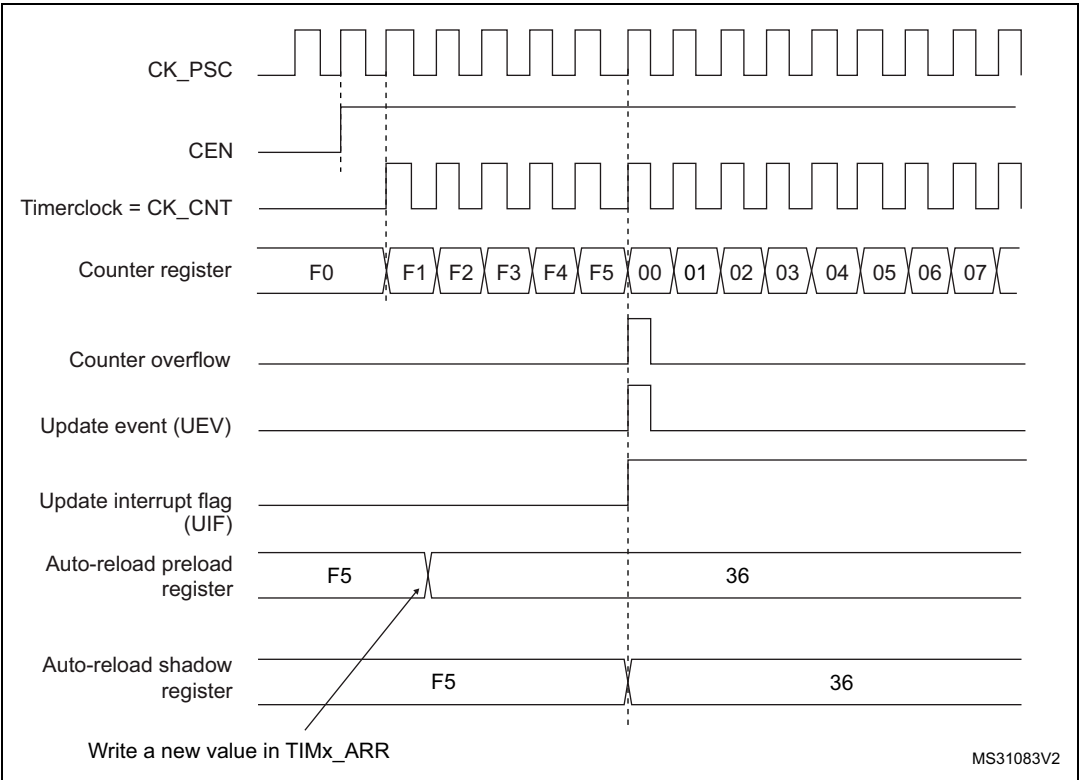 CK_PSC
CEN
Timerclock = CK_CNT
Counter register
F0 F1 F2 F3 F4 F5 00 01 02 03 04 05 06 07
Counter overflow
Update event (UEV)
Update interrupt flag
(UIF)
Auto-reload preload
register
F5 36
Auto-reload shadow
register
F5 36
Write a new value in TIMx_ARR
MS31083V2